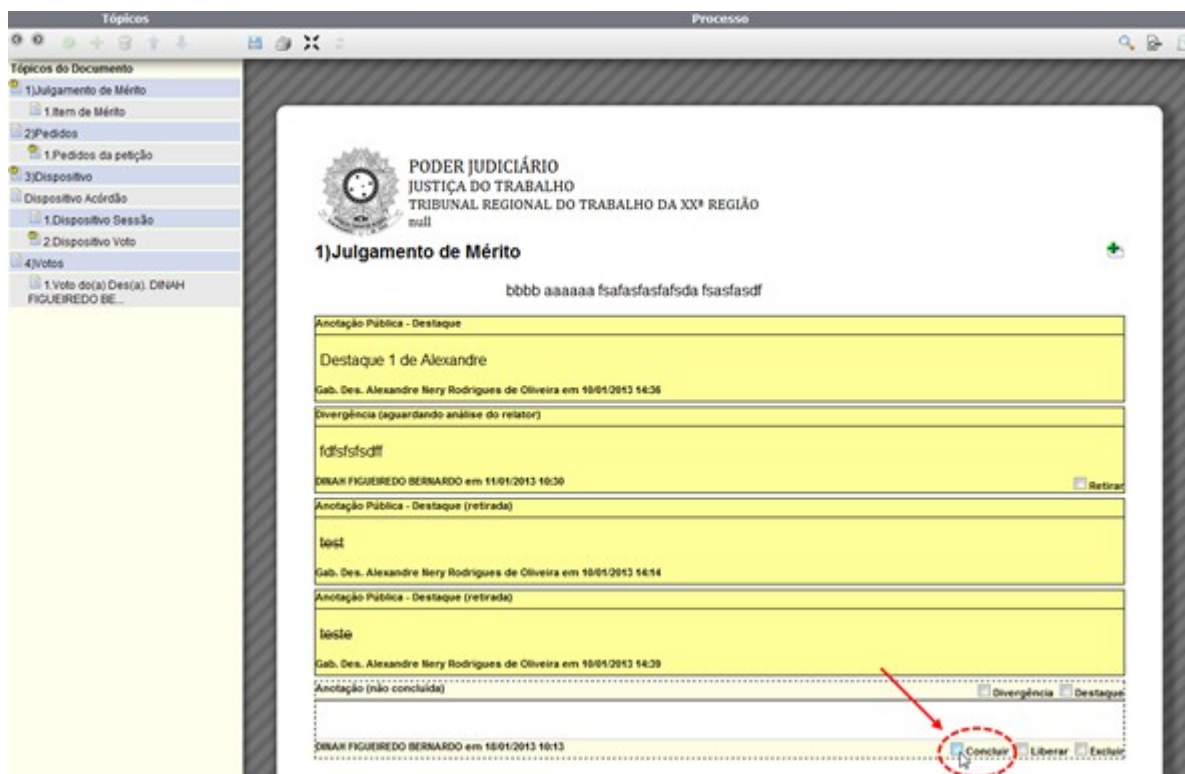 Tópicos
Processo
Tópicos do Documento
1)Julgamento de Mérito
1.Item de Mérito
2)Pedidos
1.Pedidos da petição
3)Dispositivo
Dispositivo Acórdão
1.Dispositivo Sessão
2.Dispositivo Voto
4)Votos
1.Voto do(a) Des(a). DINAH
FIGUEIREDO BE...
PODER JUDICIÁRIO
JUSTIÇA DO TRABALHO
TRIBUNAL REGIONAL DO TRABALHO DA XXª REGIÃO
null
1)Julgamento de Mérito
bbbb aaaaaa fsafasfasfafsda fsasfasdf
Anotação Pública - Destaque
Destaque 1 de Alexandre
Gab. Des. Alexandre Nery Rodrigues de Oliveira em 10/01/2013 14:36
Divergência (aguardando análise do relator)
fdfsfsfsdff
DINAH FIGUEIREDO BERNARDO em 11/01/2013 10:30
Retirar
Anotação Pública - Destaque (retirada)
test
Gab. Des. Alexandre Nery Rodrigues de Oliveira em 10/01/2013 14:14
Anotação Pública - Destaque (retirada)
teste
Gab. Des. Alexandre Nery Rodrigues de Oliveira em 10/01/2013 14:39
Anotação (não concluída)
Divergência Destaque
DINAH FIGUEIREDO BERNARDO em 18/01/2013 10:13
Concluir Liberar Excluir